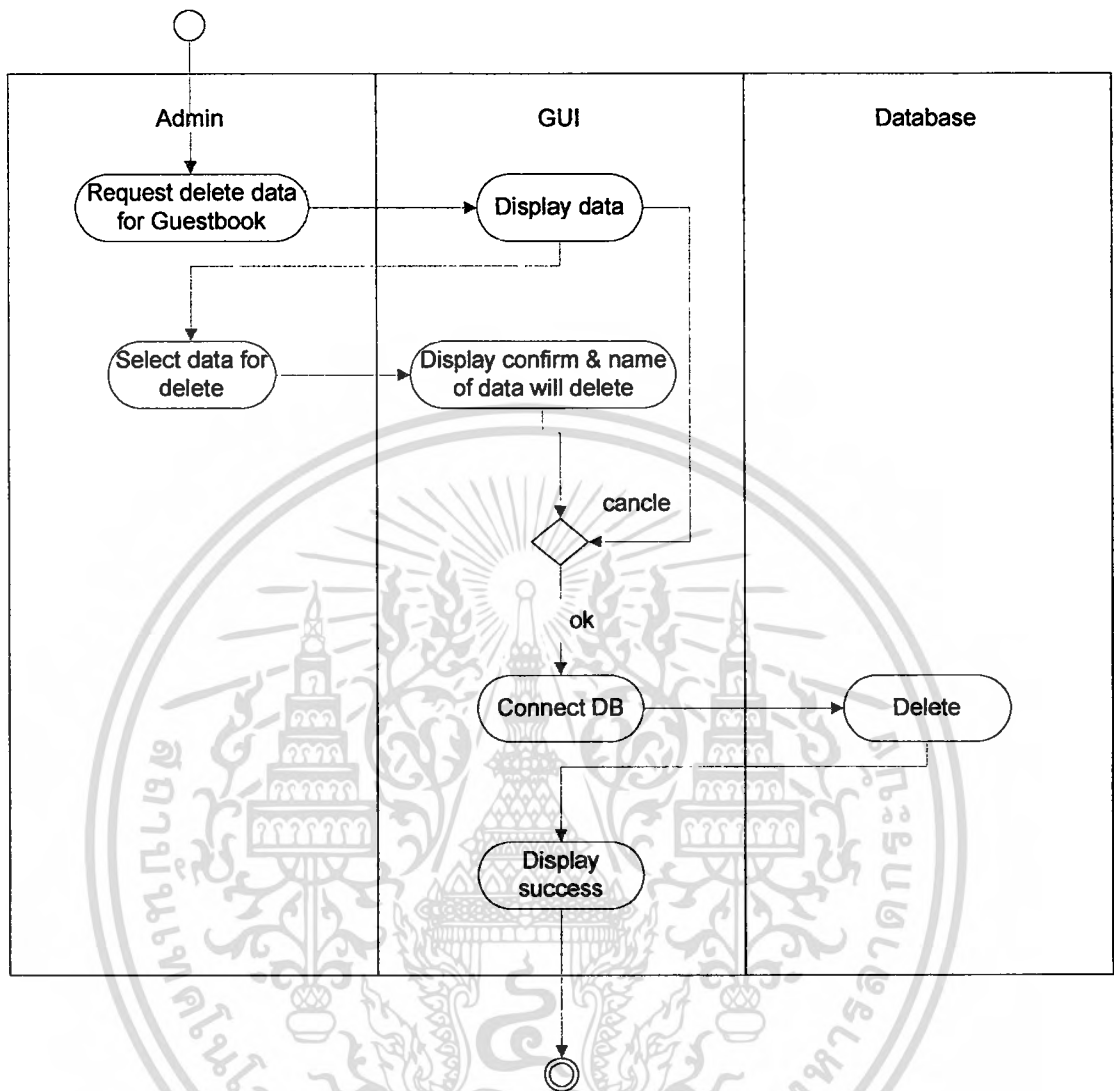 Admin
GUI
Database
Request delete data
for Guestbook
Display data
Select data for
delete
Display confirm & name
of data will delete
cancle
ok
Connect DB
Delete
Display
success